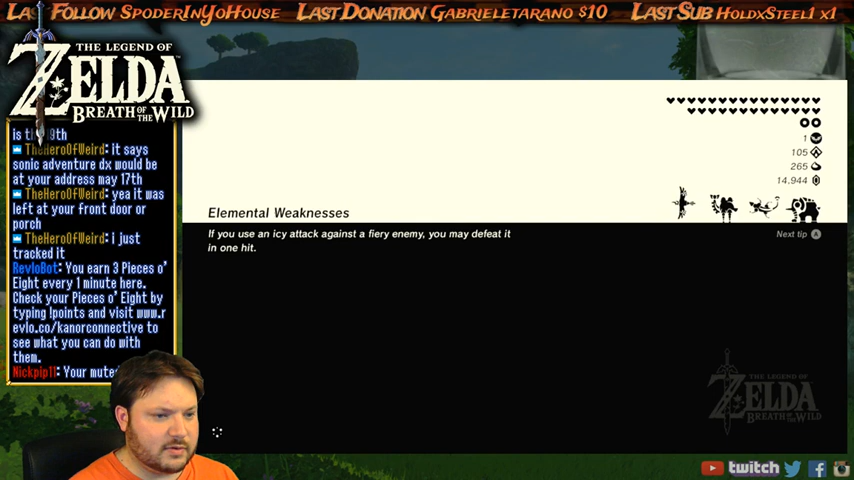 Last Follow SpoderInYoHouse Last Donation Gabrieletarano $10 Last Sub HoldxSteel1 x1
THE LEGEND OF
ZELDA
BREATH OF THE WILD
is the 19th
TheHeroOfWeird: it says
sonic adventure dx would be
at your address may 17th
TheHeroOfWeird: yea it was
left at your front door or
porch
TheHeroOfWeird: i just
tracked it
RevloBot: You earn 3 Pieces o'
Eight every 1 minute here.
Check your Pieces o' Eight by
typing !points and visit www.r
evlo.co/kanorconnective to
see what you can do with
them.
Nickpip11: Your muted
1
105
265
14,944
Elemental Weaknesses
If you use an icy attack against a fiery enemy, you may defeat it
in one hit.
Next tip A
THE LEGEND OF
ZELDA
BREATH OF THE WILD
twitch